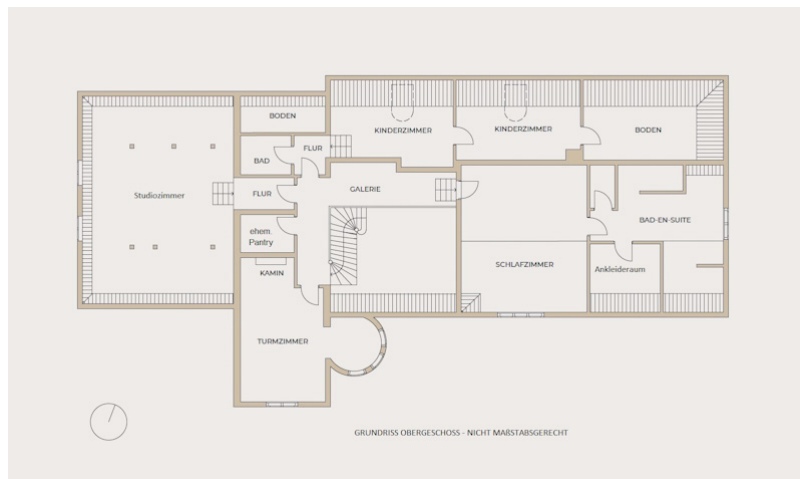 BODEN
KINDERZIMMER
KINDERZIMMER
BODEN
FLUR
BAD
Studiozimmer
FLUR
GALERIE
BAD-EN-SUITE
ehem.
Pantry
KAMIN
SCHLAFZIMMER
Ankleideraum
TURMZIMMER
GRUNDRISS OBERGESCHOSS - NICHT MAßSTABSGERECHT